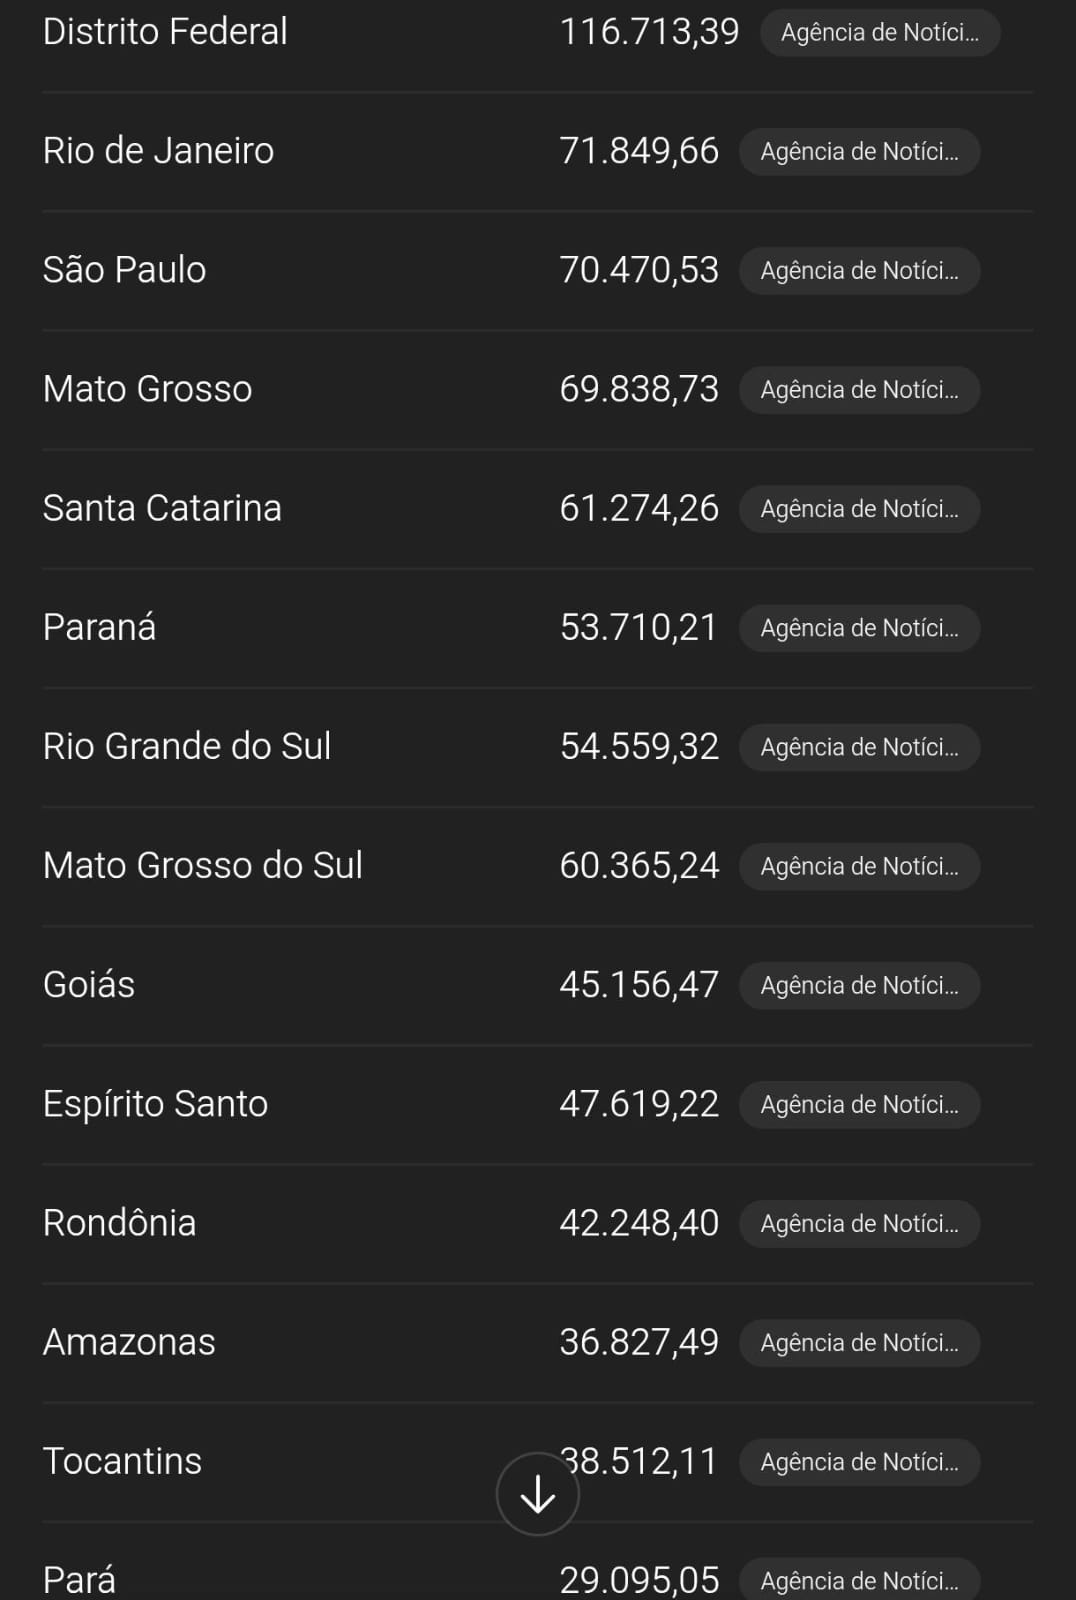 Distrito Federal 116.713,39 Agência de Notíci...
Rio de Janeiro 71.849,66 Agência de Notíci...
São Paulo 70.470,53 Agência de Notíci...
Mato Grosso 69.838,73 Agência de Notíci...
Santa Catarina 61.274,26 Agência de Notíci...
Paraná 53.710,21 Agência de Notíci...
Rio Grande do Sul 54.559,32 Agência de Notíci...
Mato Grosso do Sul 60.365,24 Agência de Notíci...
Goiás 45.156,47 Agência de Notíci...
Espírito Santo 47.619,22 Agência de Notíci...
Rondônia 42.248,40 Agência de Notíci...
Amazonas 36.827,49 Agência de Notíci...
Tocantins 38.512,11 Agência de Notíci...
Pará 29.095,05 Agência de Notíci...